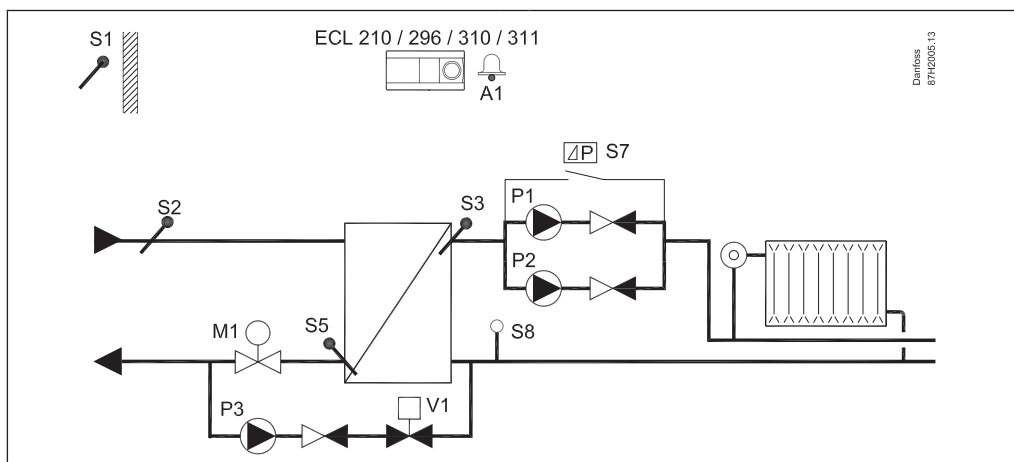 S1
ECL 210 / 296 / 310 / 311
A1
Danfoss
87H2005.13
P S7
S2
S3
P1
P2
M1
S5
S8
P3
V1